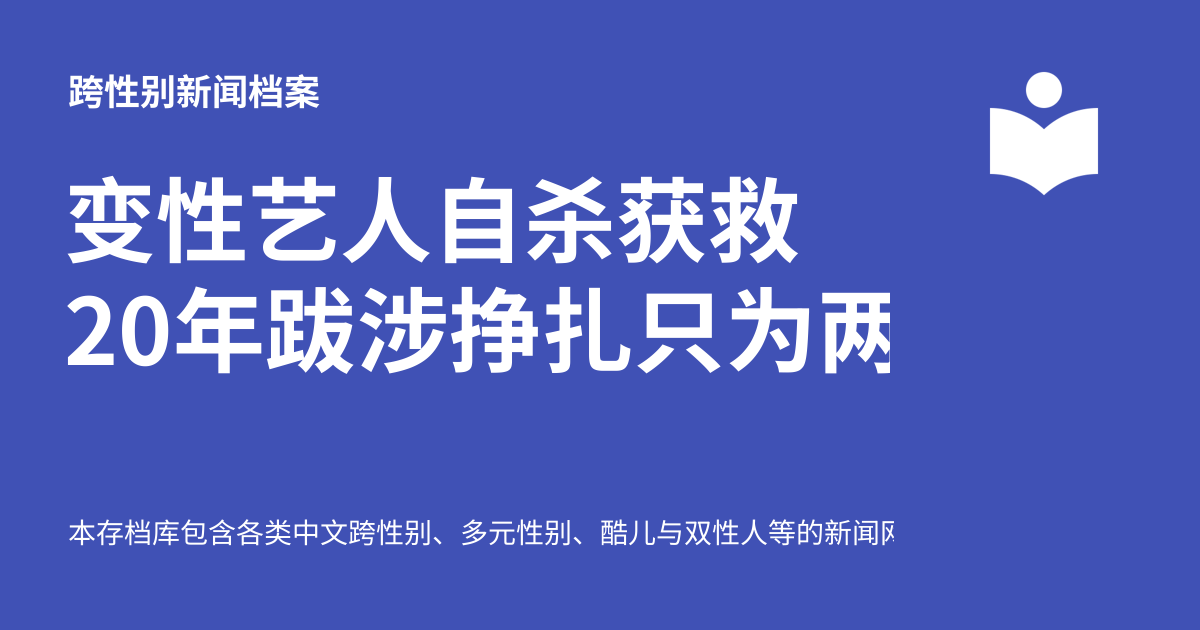 跨性别新闻档案
变性艺人自杀获救
20年跋涉挣扎只为两
本存档库包含各类中文跨性别、多元性别、酷儿与双性人等的新闻网